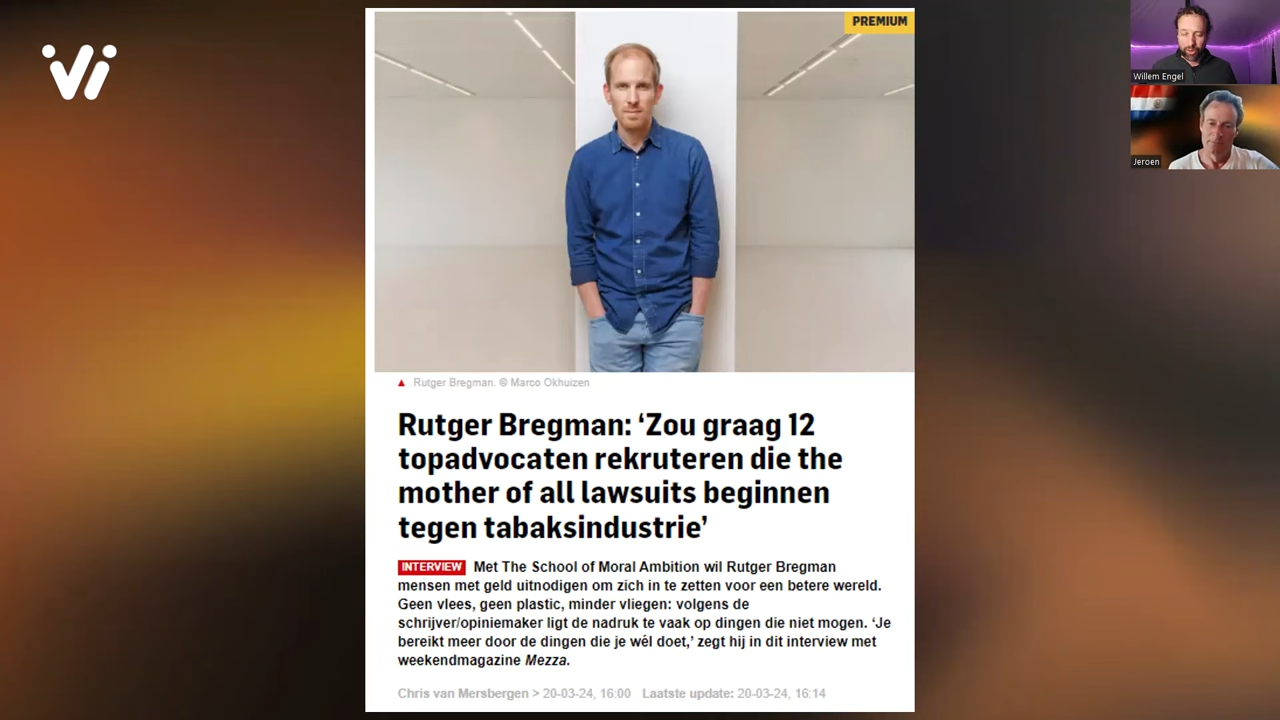 Vi
PREMIUM
Willem Engel
Jeroen
Rutger Bregman. © Marco Okhuizen
Rutger Bregman: ‘Zou graag 12
topadvocaten rekruteren die the
mother of all lawsuits beginnen
tegen tabaksindustrie’
INTERVIEW Met The School of Moral Ambition wil Rutger Bregman
mensen met geld uitnodigen om zich in te zetten voor een betere wereld.
Geen vlees, geen plastic, minder vliegen: volgens de
schrijver/opiniemaker ligt de nadruk te vaak op dingen die niet mogen. ‘Je
bereikt meer door de dingen die je wél doet,’ zegt hij in dit interview met
weekendmagazine Mezza.
Chris van Mersbergen > 20-03-24, 16:00 Laatste update: 20-03-24, 16:14